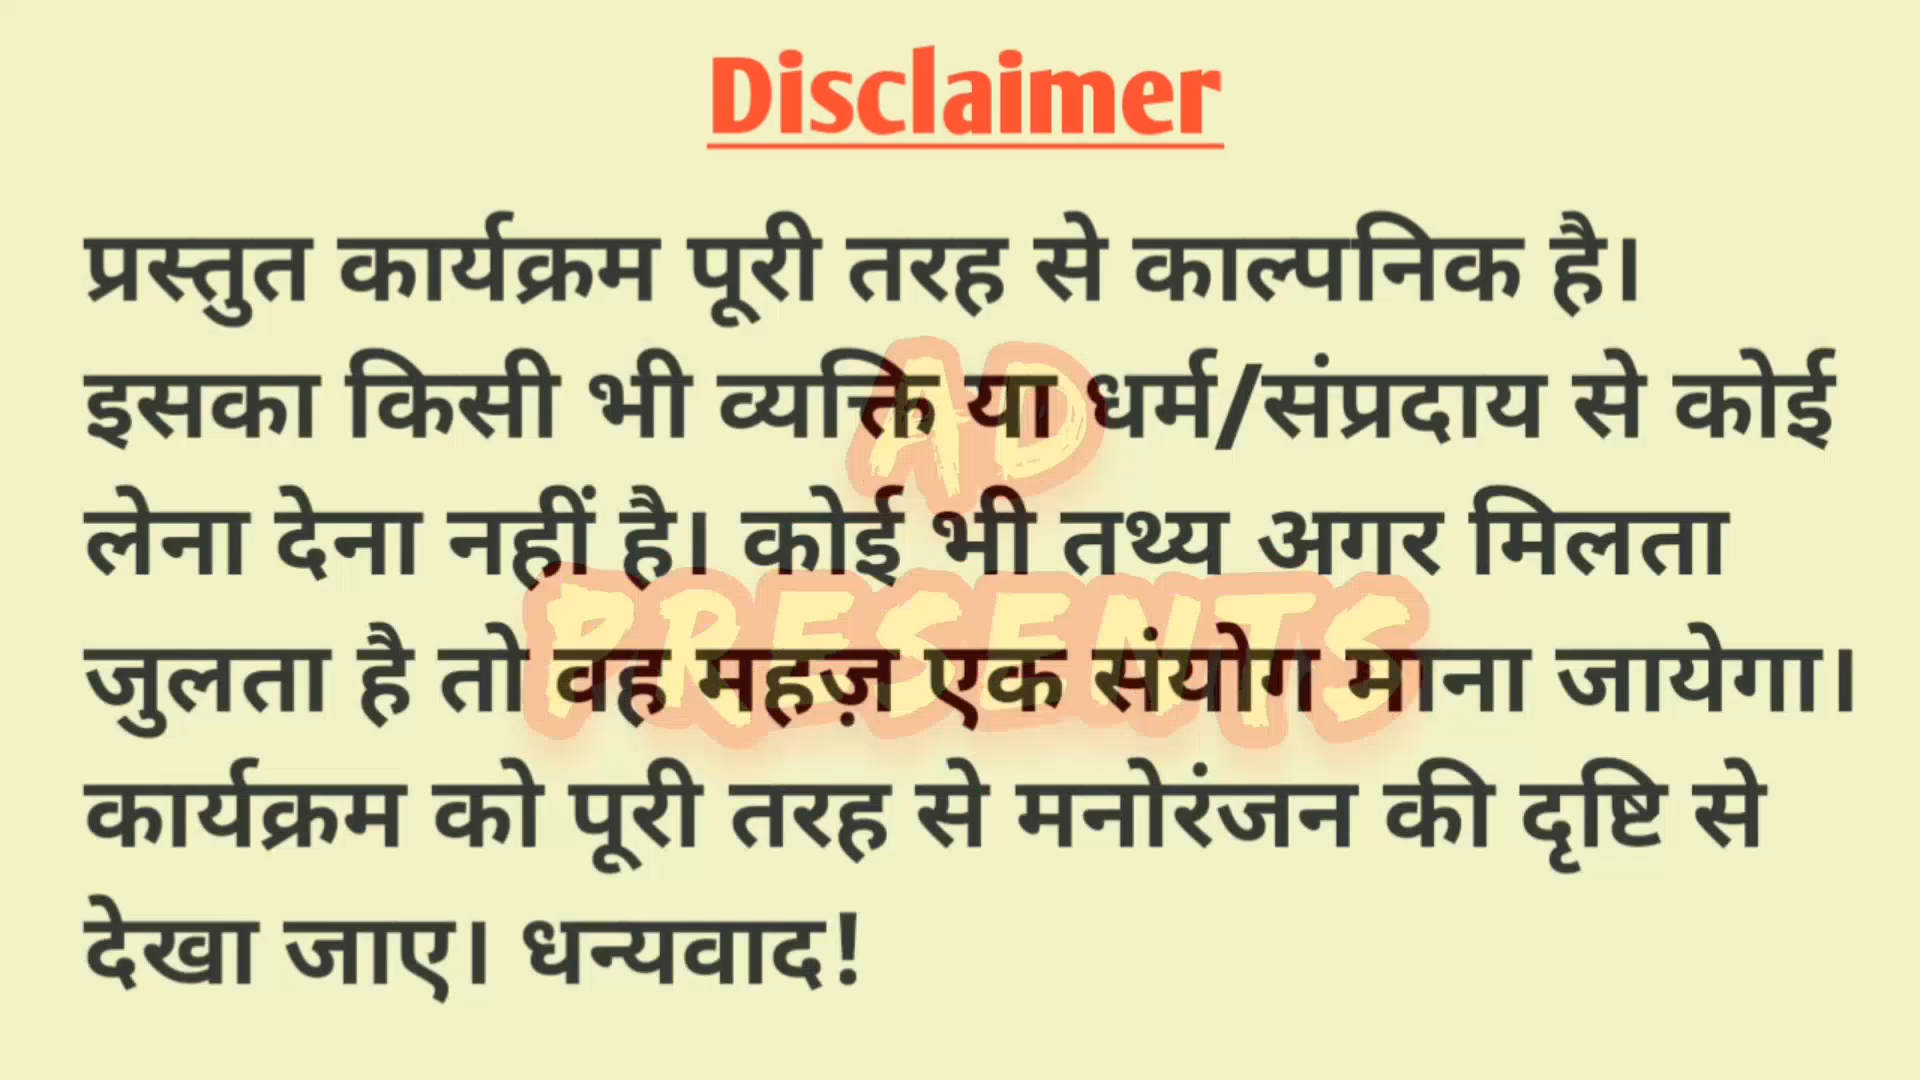 Disclaimer
प्रस्तुत कार्यक्रम पूरी तरह से काल्पनिक है।
इसका किसी भी व्यक्ति या धर्म/संप्रदाय से कोई
लेना देना नहीं है। कोई भी तथ्य अगर मिलता
जुलता है तो वह महज़ एक संयोग माना जायेगा।
कार्यक्रम को पूरी तरह से मनोरंजन की दृष्टि से
देखा जाए। धन्यवाद!
AD
PRESENTS